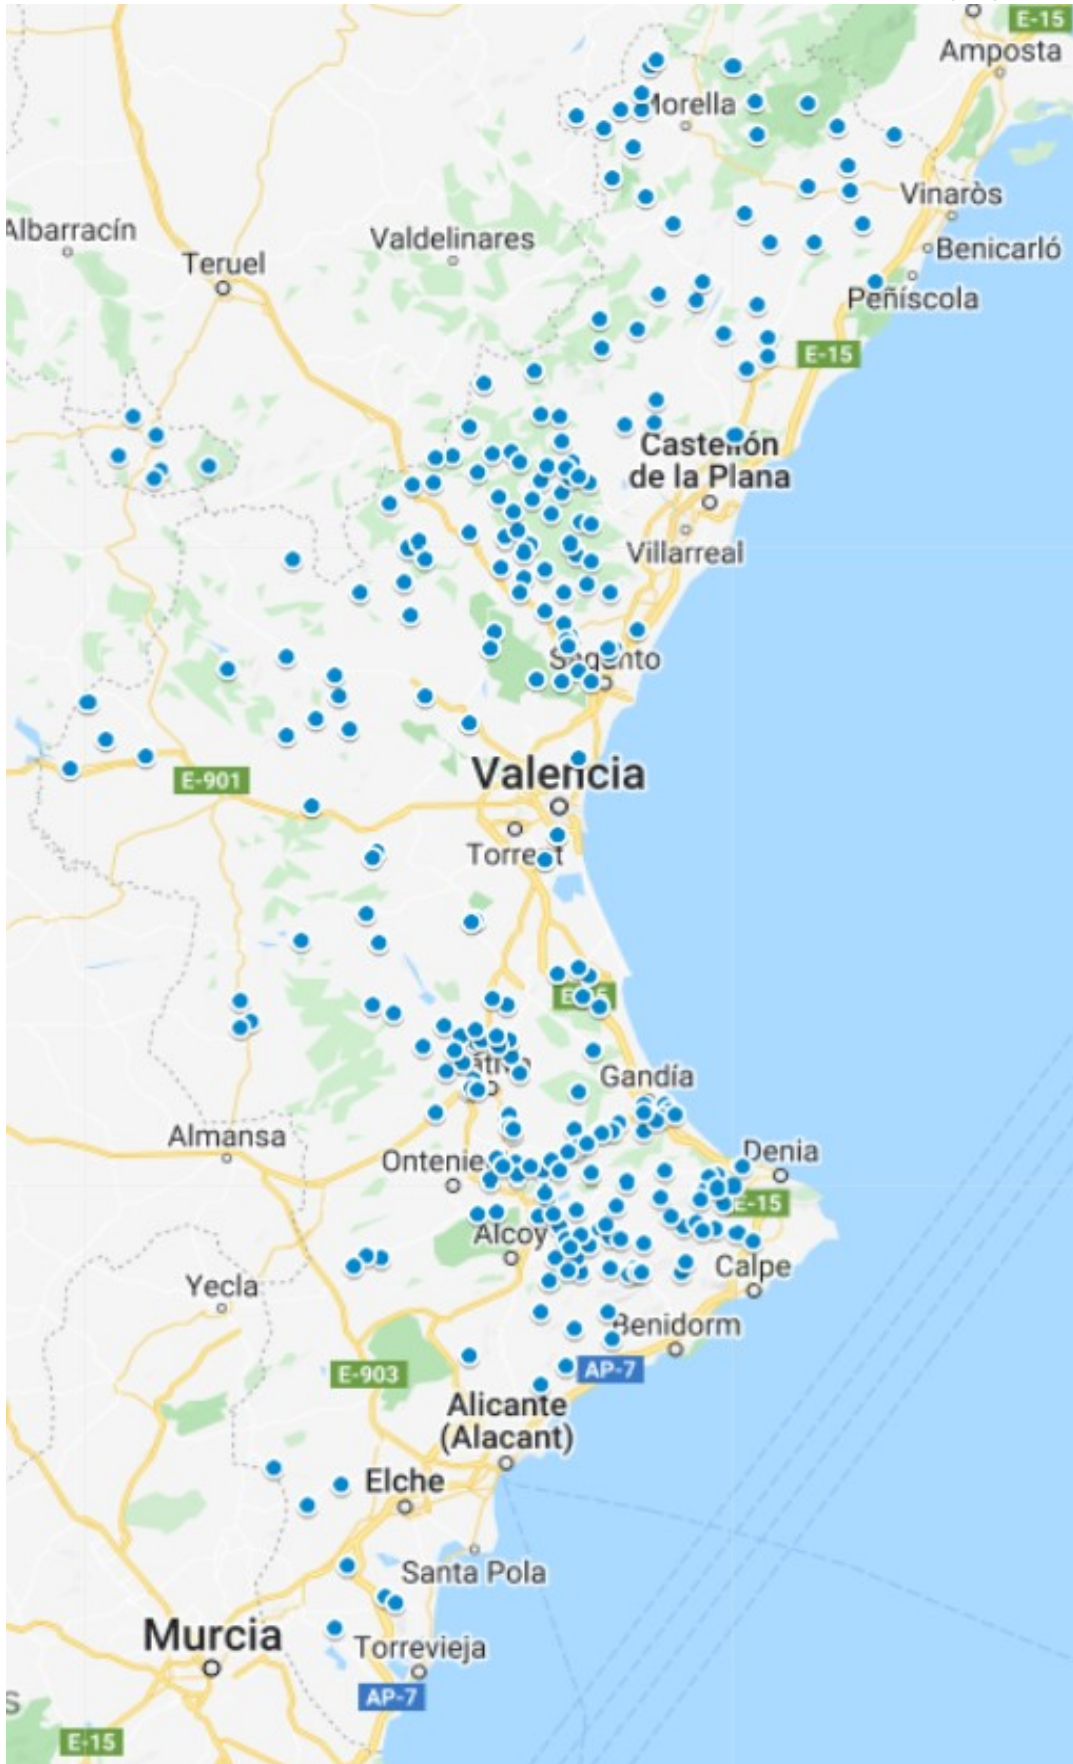 E-15
Amposta
Morella
Vinaròs
Albarracín
Valdelinares
Benicarló
Teruel
Peñíscola
E-15
Castellón
de la Plana
Villarreal
Sagunto
Valencia
E-901
Torrent
E-15
Gandía
Almansa
Denia
Ontenie
E-15
Alcoy
Calpe
Yecla
Benidorm
E-903
AP-7
Alicante
(Alacant)
Elche
Santa Pola
Murcia
Torrevieja
AP-7
S
E-15